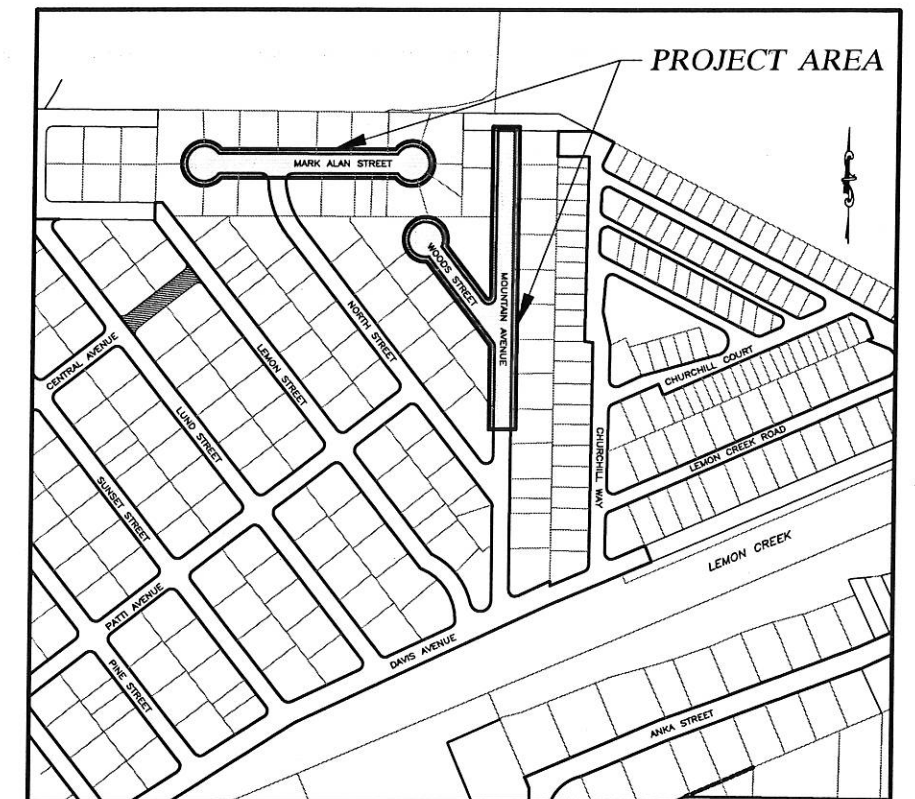 PROJECT AREA
MARK ALAN STREET
WOODS STREET
MOUNTAIN AVENUE
NORTH STREET
CENTRAL AVENUE
LEMON STREET
LUND STREET
CHURCHILL COURT
CHURCHILL WAY
LEMON CREEK ROAD
SUNSET STREET
LEMON CREEK
PATTI AVENUE
PINE STREET
DAVIS AVENUE
ANKA STREET